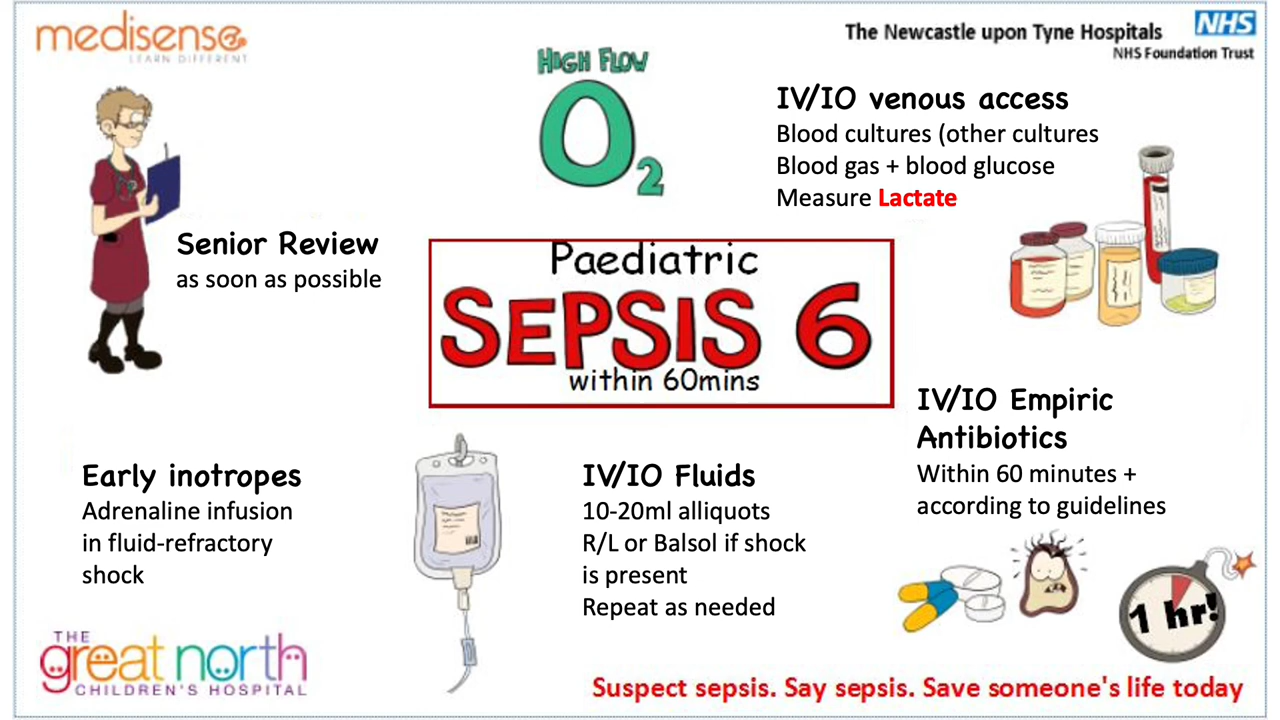 medisense
LEARN DIFFERENT
The Newcastle upon Tyne Hospitals
NHS
NHS Foundation Trust
HIGH FLOW
O2
IV/IO venous access
Blood cultures (other cultures
Blood gas + blood glucose
Measure Lactate
Senior Review
as soon as possible
Paediatric
SEPSIS 6
within 60mins
IV/IO Empiric
Antibiotics
Within 60 minutes +
according to guidelines
Early inotropes
Adrenaline infusion
in fluid-refractory
shock
IV/IO Fluids
10-20ml alliquots
R/L or Balsol if shock
is present
Repeat as needed
1 hr!
THE
great north
CHILDREN'S HOSPITAL
Suspect sepsis. Say sepsis. Save someone's life today